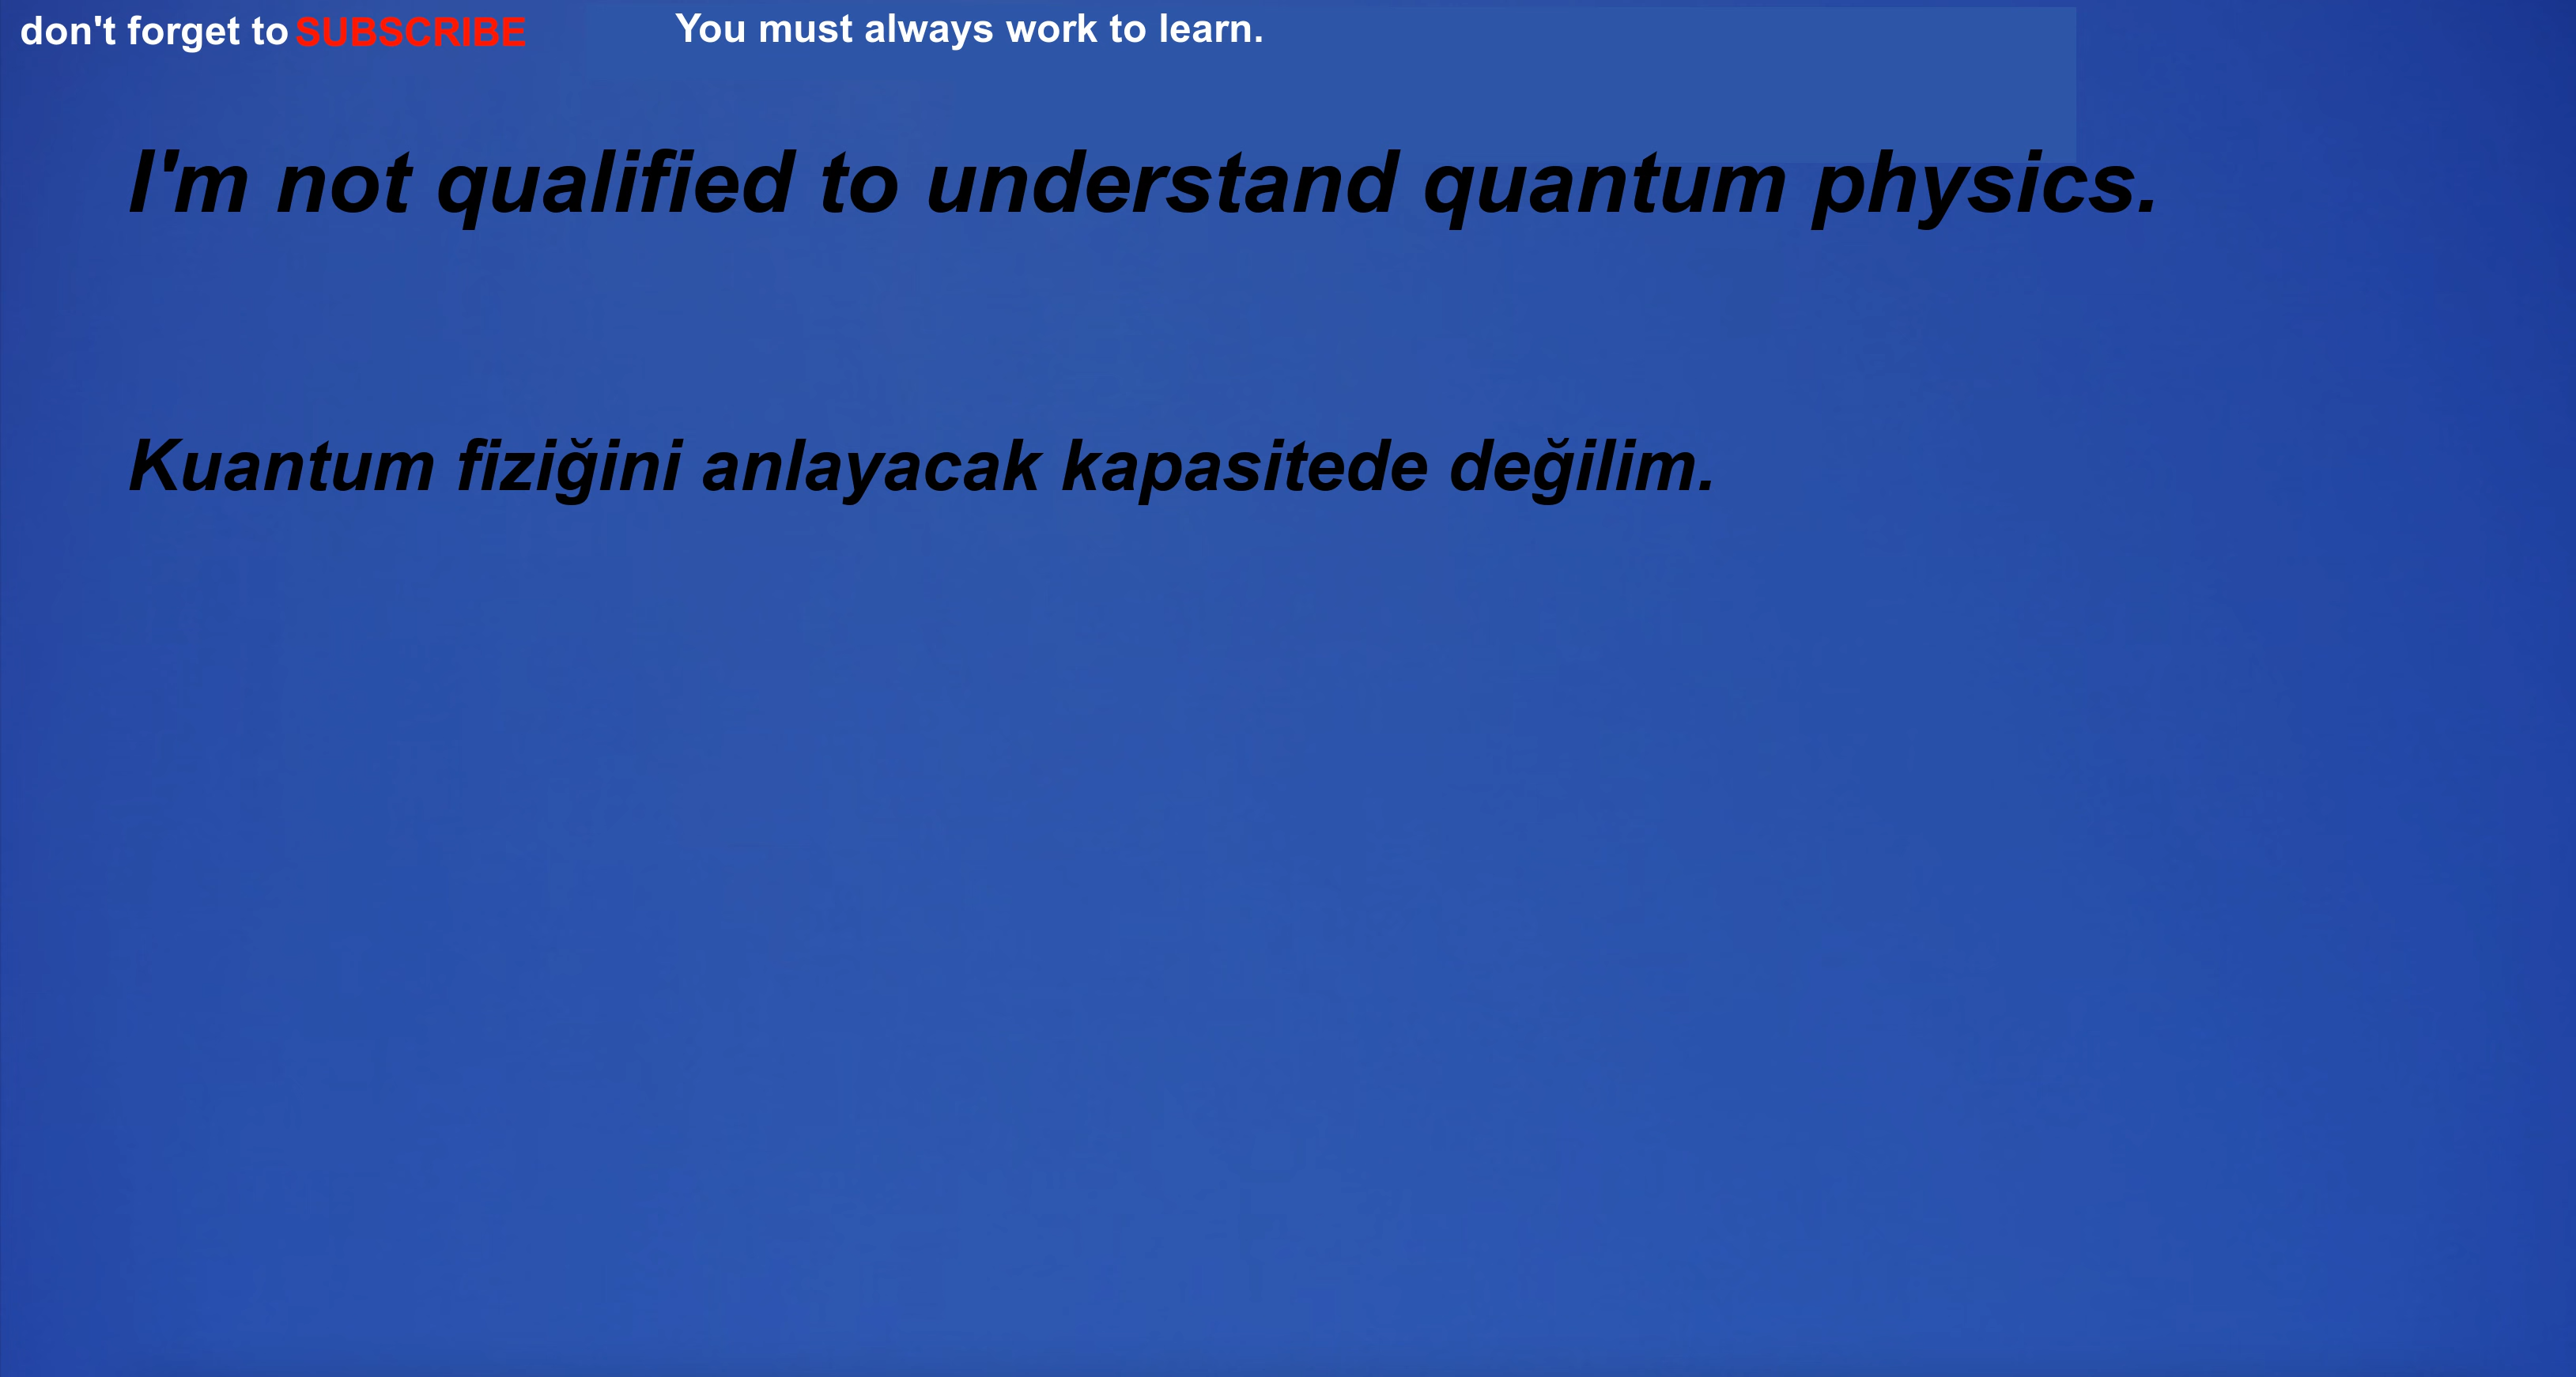 don't forget to SUBSCRIBE You must always work to learn.
I'm not qualified to understand quantum physics.
Kuantum fiziğini anlayacak kapasitede değilim.